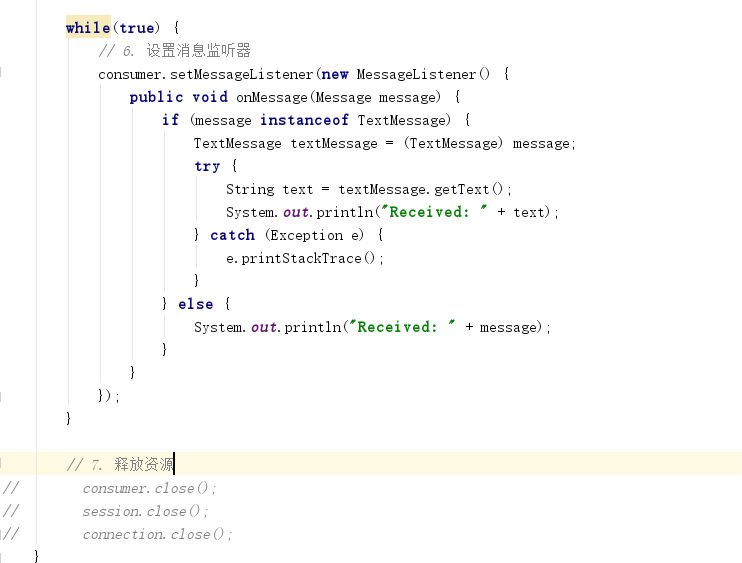 while(true) {
// 6. 设置消息监听器
consumer.setMessageListener(new MessageListener() {
public void onMessage(Message message) {
if (message instanceof TextMessage) {
TextMessage textMessage = (TextMessage) message;
try {
String text = textMessage.getText();
System.out.println("Received: " + text);
} catch (Exception e) {
e.printStackTrace();
}
} else {
System.out.println("Received: " + message);
}
}
});
}
// 7. 释放资源
// consumer.close();
// session.close();
// connection.close();
}